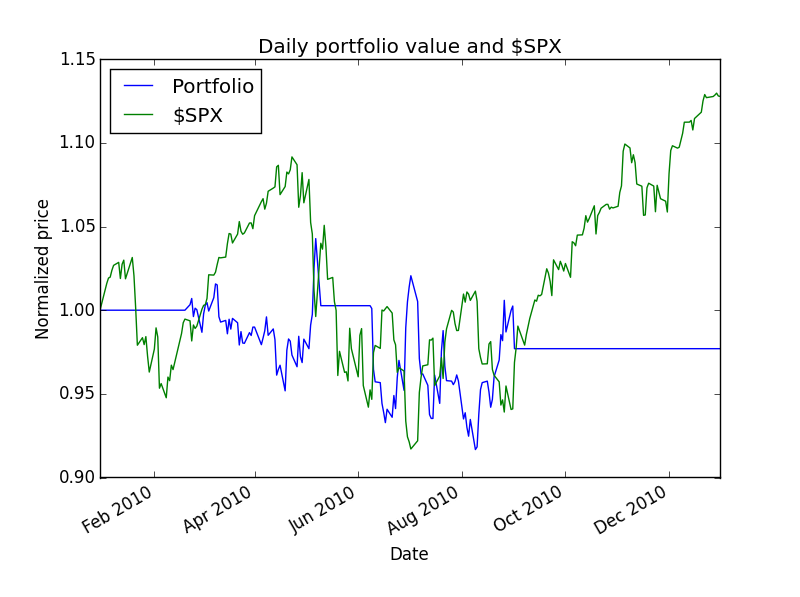 Daily portfolio value and $SPX
1.15
1.10
1.05
1.00
0.95
0.90
Normalized price
Portfolio
$SPX
Feb 2010
Apr 2010
Jun 2010
Aug 2010
Oct 2010
Dec 2010
Date